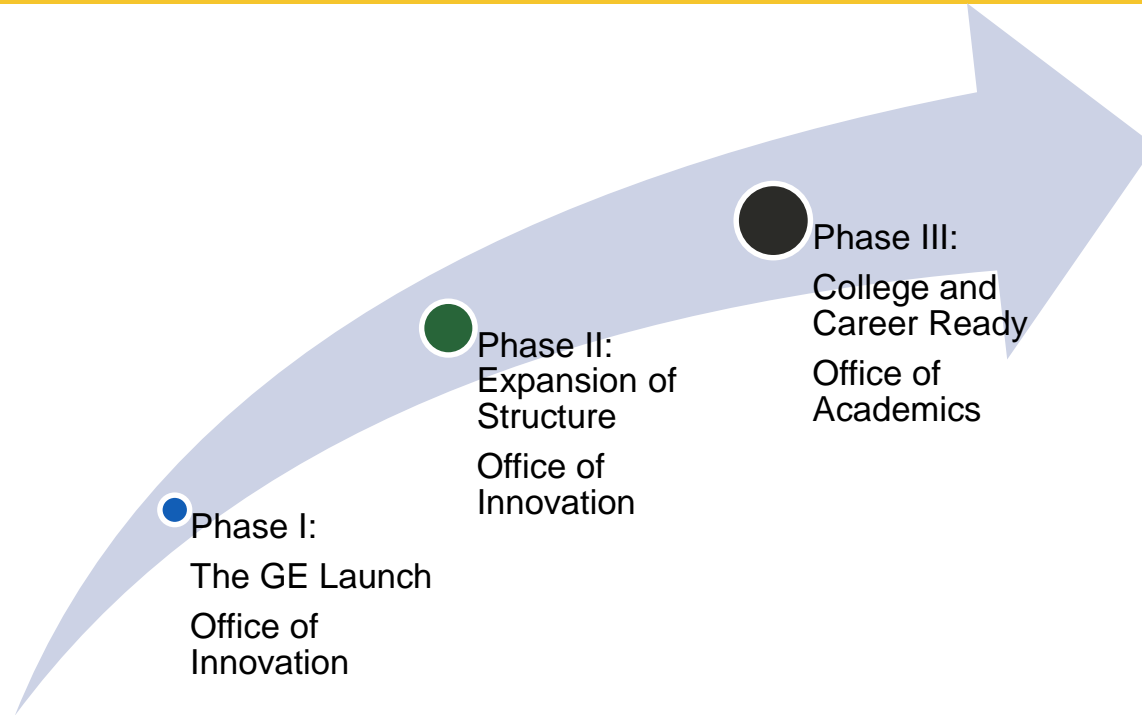 Phase I:
The GE Launch
Office of
Innovation
Phase II:
Expansion of
Structure
Office of
Innovation
Phase III:
College and
Career Ready
Office of
Academics